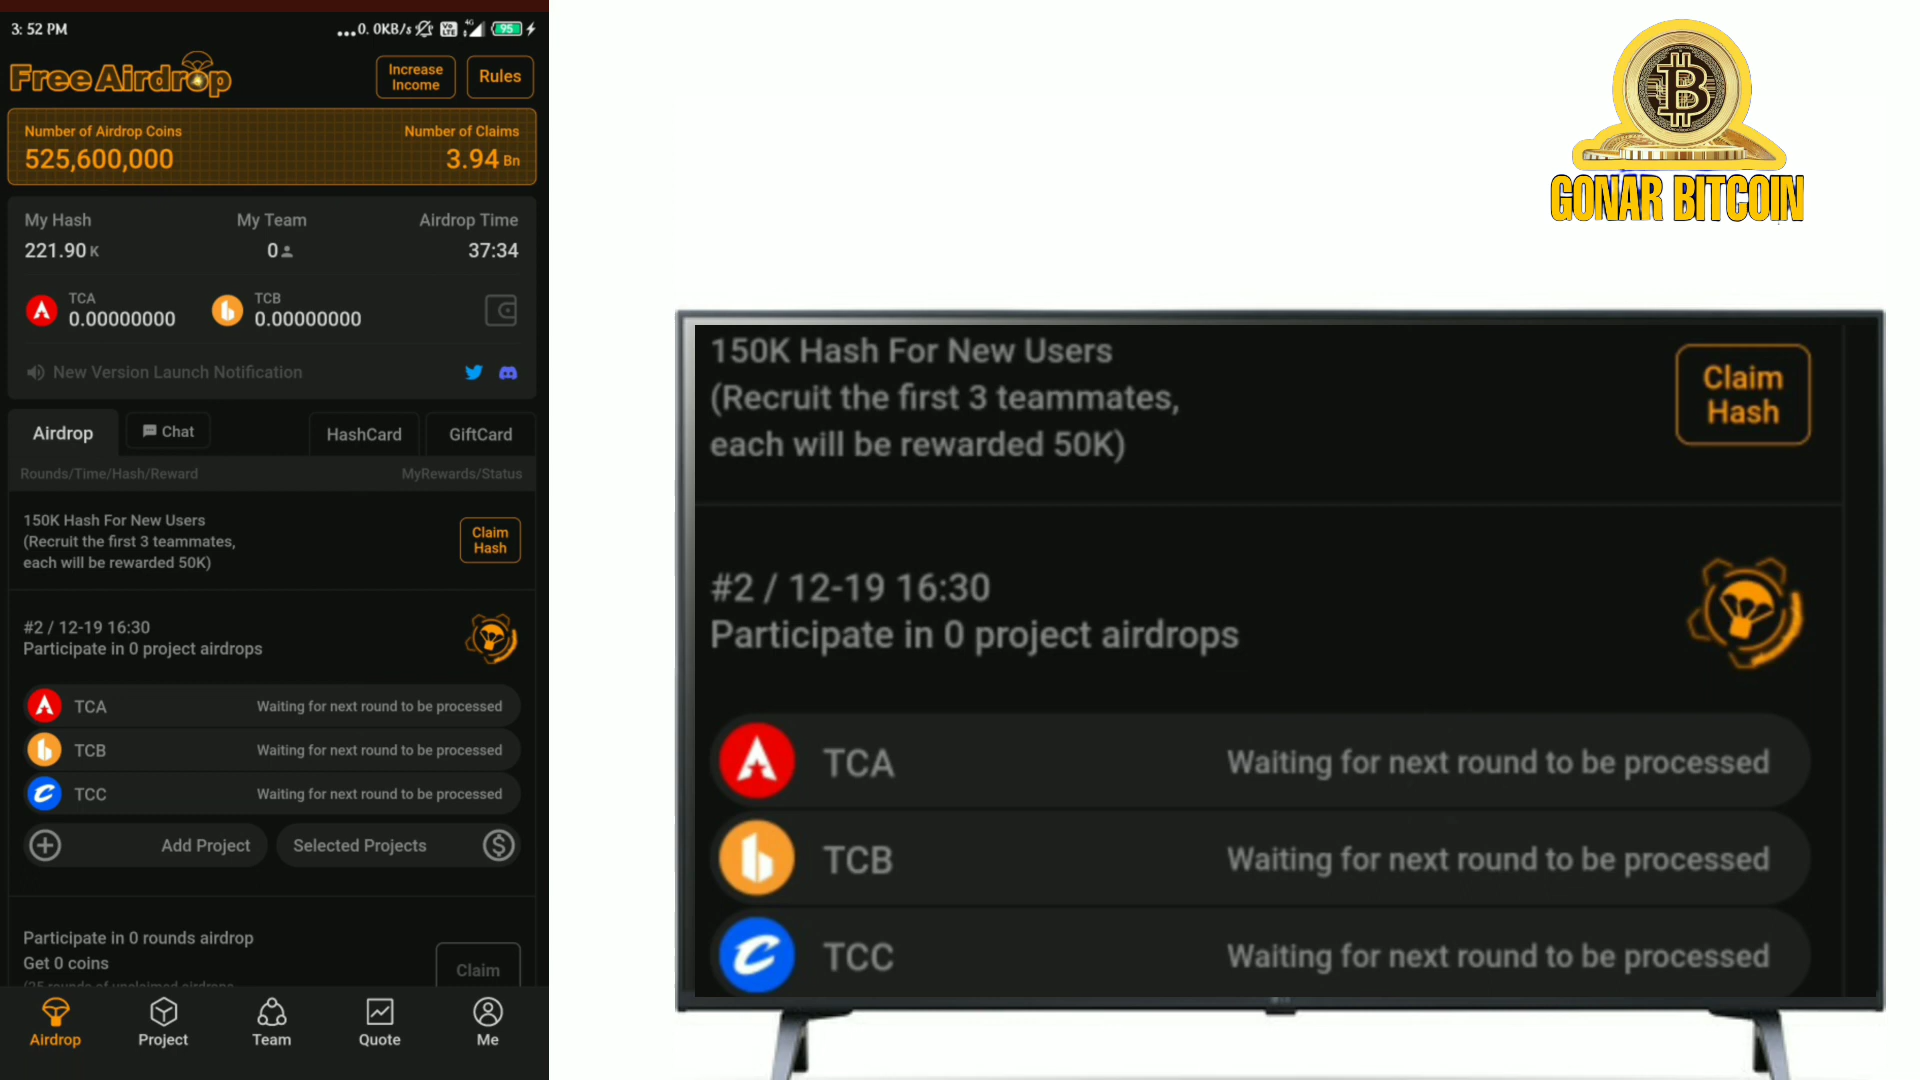 3: 52 PM
...0. 0KB/s
4G
95
Free Airdrop
Increase
Income
Rules
Number of Airdrop Coins
Number of Claims
525,600,000
3.94 Bn
My Hash
My Team
Airdrop Time
221.90 K
0
37:34
TCA
0.00000000
TCB
0.00000000
New Version Launch Notification
Airdrop
Chat
HashCard
GiftCard
Rounds/Time/Hash/Reward
MyRewards/Status
150K Hash For New Users
(Recruit the first 3 teammates,
each will be rewarded 50K)
Claim
Hash
#2 / 12-19 16:30
Participate in 0 project airdrops
TCA
Waiting for next round to be processed
TCB
Waiting for next round to be processed
TCC
Waiting for next round to be processed
Add Project
Selected Projects
Participate in 0 rounds airdrop
Get 0 coins
Claim
Airdrop
Project
Team
Quote
Me
GONAR BITCOIN
150K Hash For New Users
(Recruit the first 3 teammates,
each will be rewarded 50K)
Claim
Hash
#2 / 12-19 16:30
Participate in 0 project airdrops
TCA
Waiting for next round to be processed
TCB
Waiting for next round to be processed
TCC
Waiting for next round to be processed